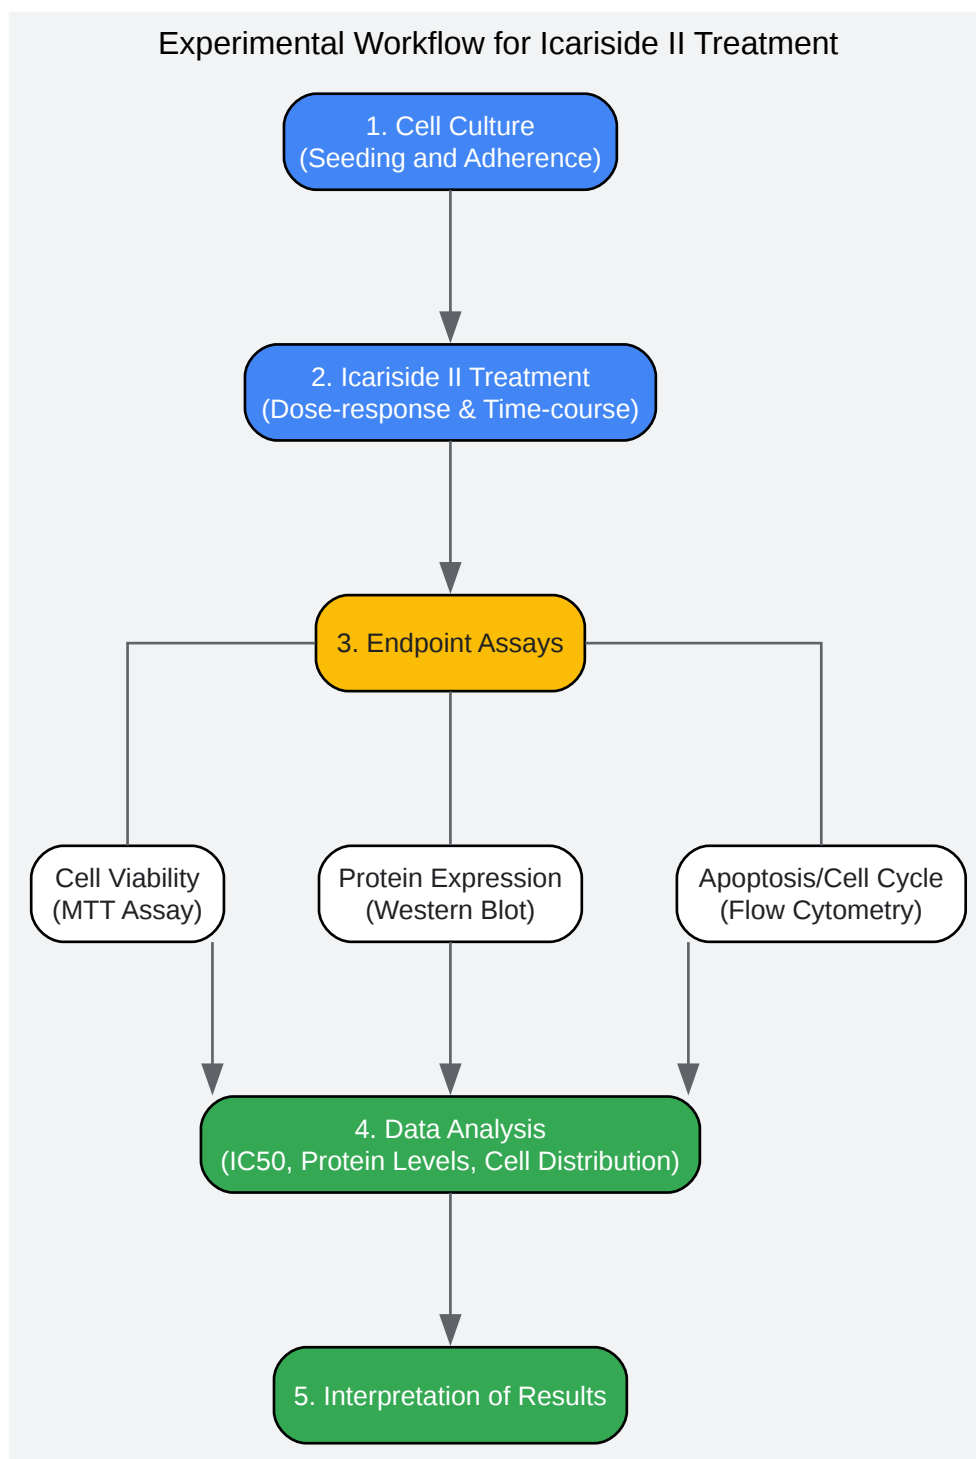 Experimental Workflow for Icariside II Treatment
1. Cell Culture
(Seeding and Adherence)
2. Icariside II Treatment
(Dose-response & Time-course)
3. Endpoint Assays
Cell Viability
(MTT Assay)
Protein Expression
(Western Blot)
Apoptosis/Cell Cycle
(Flow Cytometry)
4. Data Analysis
(IC50, Protein Levels, Cell Distribution)
5. Interpretation of Results